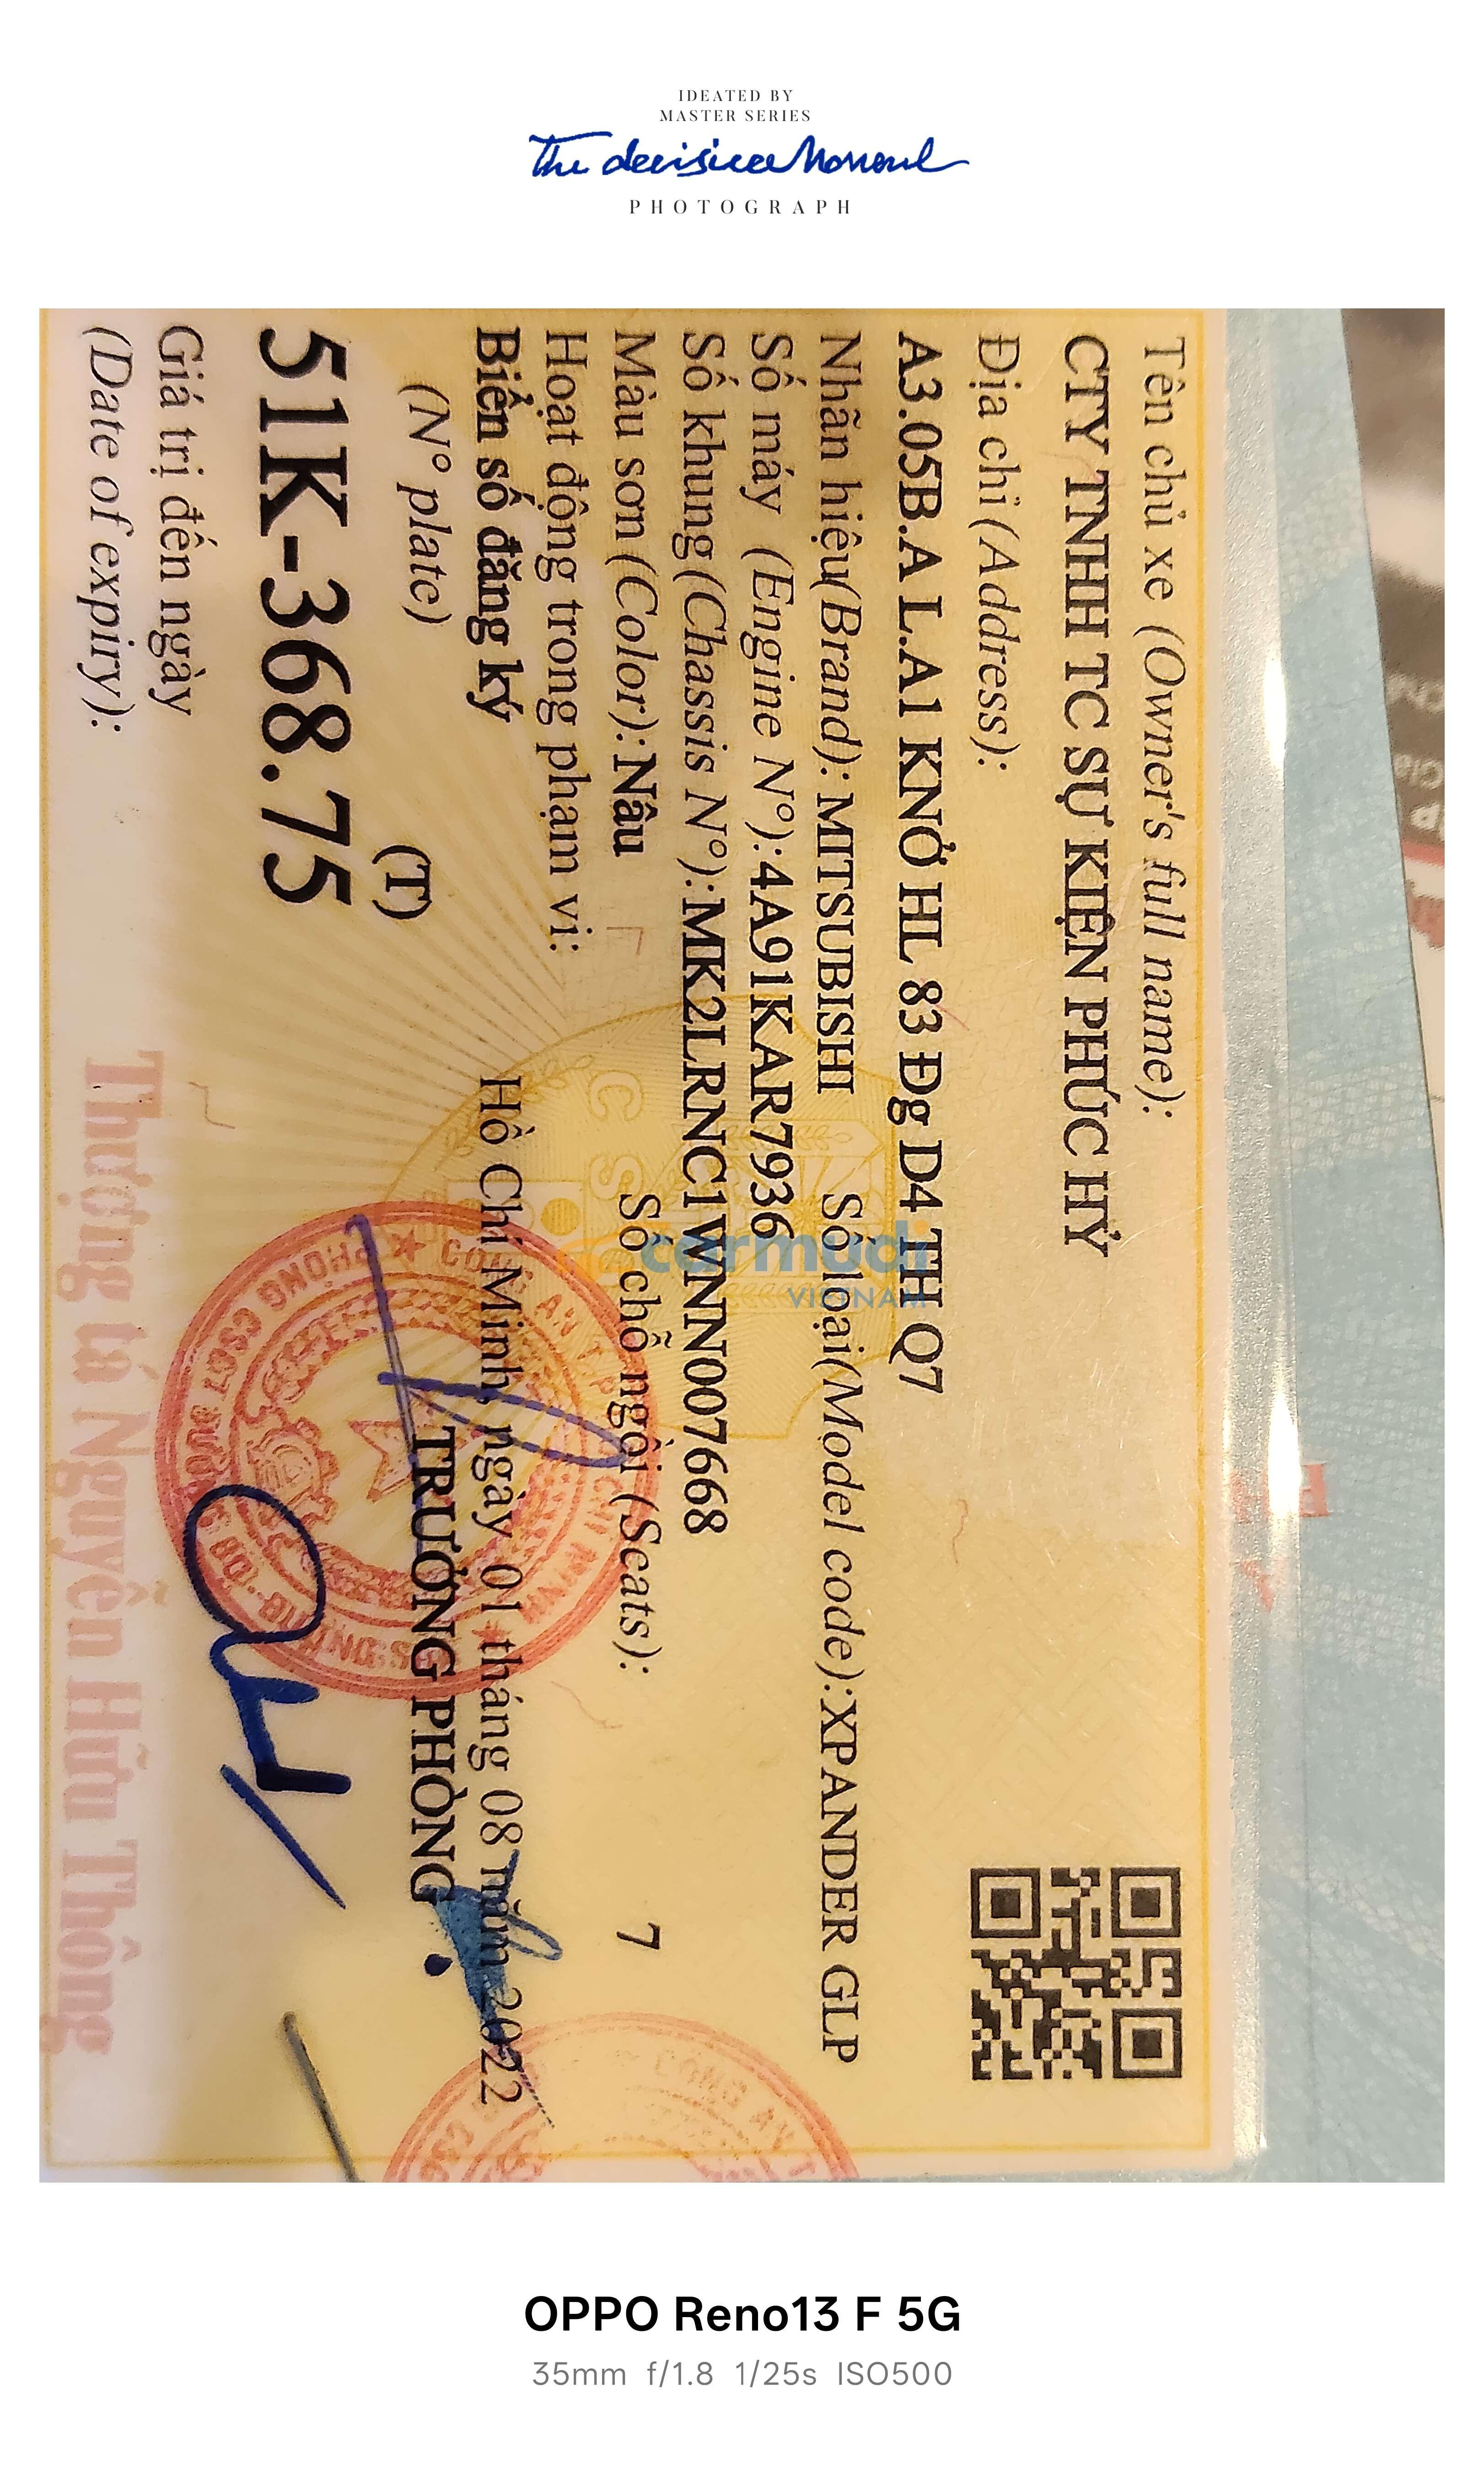 IDEATED BY
MASTER SERIES
The decisive Moment
PHOTOGRAPH
Tên chủ xe (Owner's full name):
CTY TNHH TC SỰ KIỆN PHÚC HỶ
Địa chỉ (Address):
A3.05B.A L.A1 KNỞ HL 83 Đg D4 TH Q7
Nhãn hiệu(Brand): MITSUBISHI Số loại(Model code):XPANDER GLP
Số máy (Engine N°):4A91KAR7936
Số khung(Chassis N°):MK2LRNC1WNN007668
Màu sơn (Color):Nâu Số chỗ ngồi (Seats): 7
Hoạt động trong phạm vi:
Biển số đăng ký
Hồ Chí Minh, ngày 01 tháng 08 năm 2022
(N° plate) (T)
TRƯỞNG PHÒNG
51K-368.75
Giá trị đến ngày
(Date of expiry):
Thượng tá Nguyễn Hữu Thông
carmudi
VIETNAM
OPPO Reno13 F 5G
35mm f/1.8 1/25s ISO500